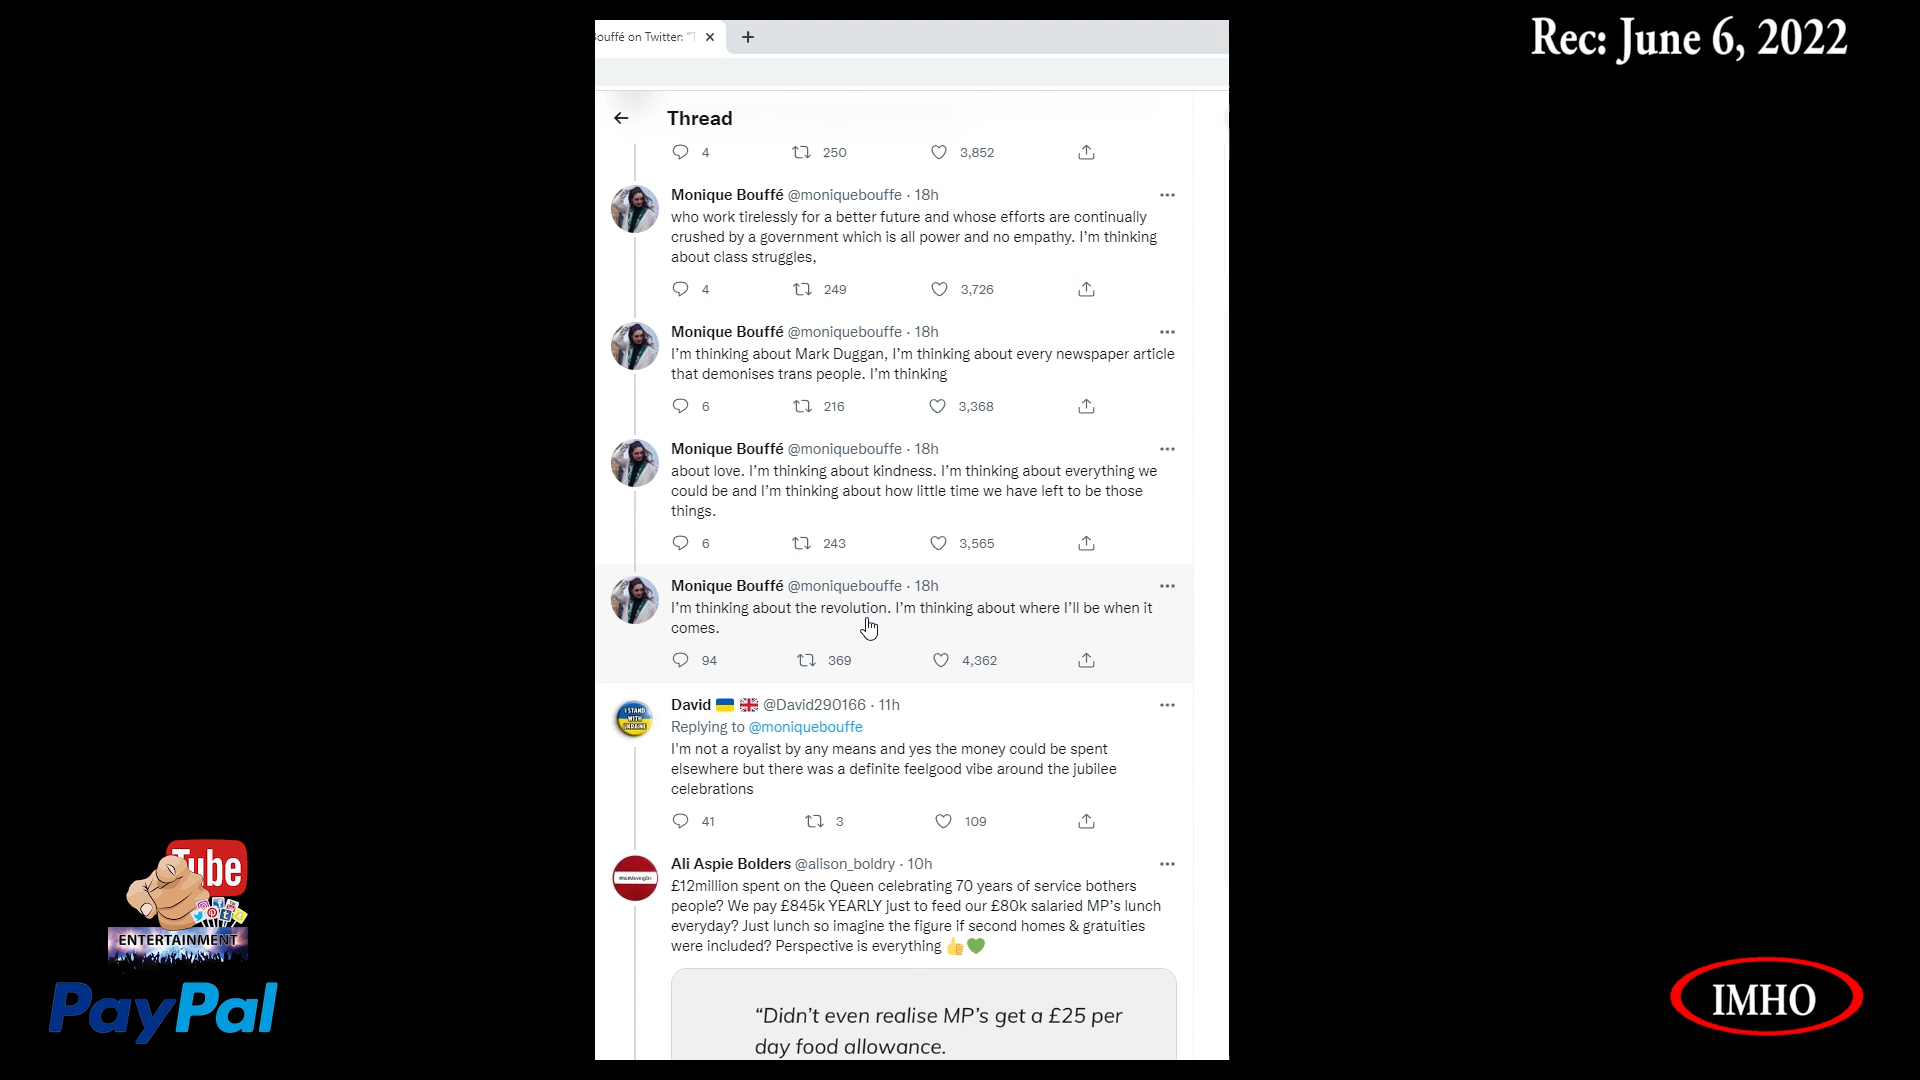 Rec: June 6, 2022
Bouffé on Twitter: "T
Thread
4 250 3,852
Monique Bouffé @moniquebouffe · 18h
who work tirelessly for a better future and whose efforts are continually
crushed by a government which is all power and no empathy. I'm thinking
about class struggles,
4 249 3,726
Monique Bouffé @moniquebouffe · 18h
I'm thinking about Mark Duggan, I'm thinking about every newspaper article
that demonises trans people. I'm thinking
6 216 3,368
Monique Bouffé @moniquebouffe · 18h
about love. I'm thinking about kindness. I'm thinking about everything we
could be and I'm thinking about how little time we have left to be those
things.
6 243 3,565
Monique Bouffé @moniquebouffe · 18h
I'm thinking about the revolution. I'm thinking about where I'll be when it
comes.
94 369 4,362
I STAND
WITH
UKRAINE
David 🇺🇦 🇬🇧 @David290166 · 11h
Replying to @moniquebouffe
I'm not a royalist by any means and yes the money could be spent
elsewhere but there was a definite feelgood vibe around the jubilee
celebrations
41 3 109
#NotMovingOn
Ali Aspie Bolders @alison_boldry · 10h
£12million spent on the Queen celebrating 70 years of service bothers
people? We pay £845k YEARLY just to feed our £80k salaried MP's lunch
everyday? Just lunch so imagine the figure if second homes & gratuities
were included? Perspective is everything 👍💚
"Didn't even realise MP's get a £25 per
day food allowance.
Tube
ENTERTAINMENT
PayPal
IMHO